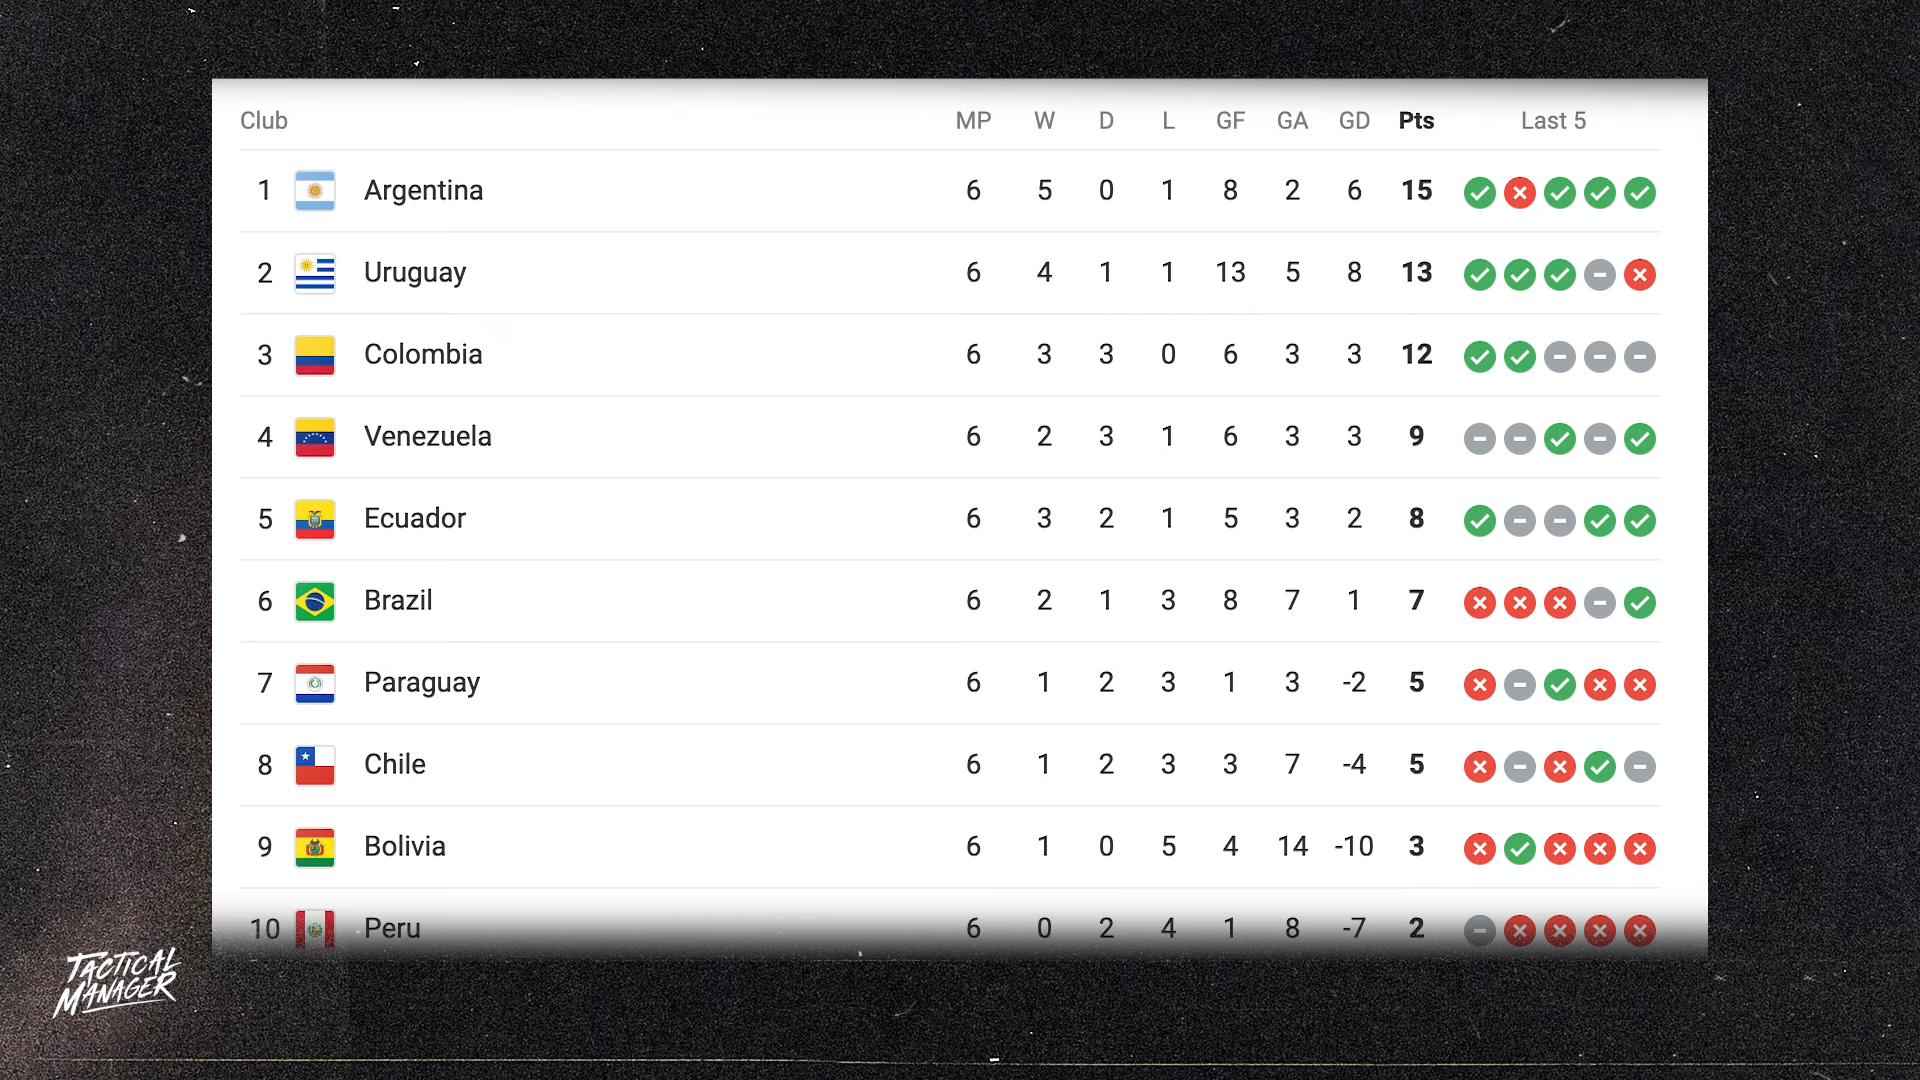 Club MP W D L GF GA GD Pts Last 5
1 Argentina 6 5 0 1 8 2 6 15
2 Uruguay 6 4 1 1 13 5 8 13
3 Colombia 6 3 3 0 6 3 3 12
4 Venezuela 6 2 3 1 6 3 3 9
5 Ecuador 6 3 2 1 5 3 2 8
6 Brazil 6 2 1 3 8 7 1 7
7 Paraguay 6 1 2 3 1 3 -2 5
8 Chile 6 1 2 3 3 7 -4 5
9 Bolivia 6 1 0 5 4 14 -10 3
10 Peru 6 0 2 4 1 8 -7 2
TACTICAL
MANAGER